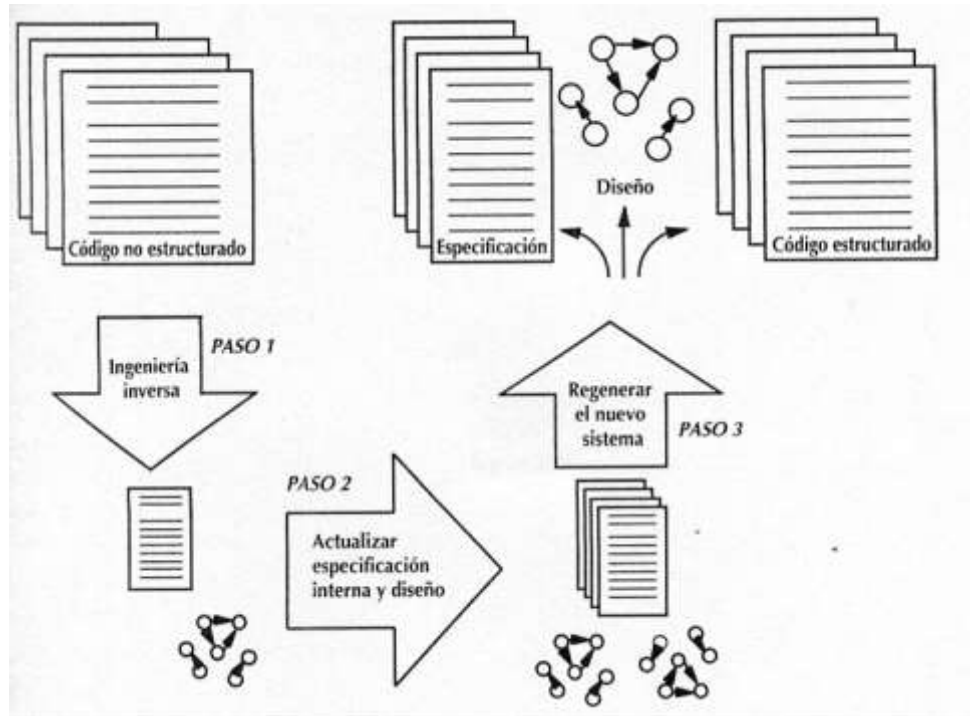 Código no estructurado
Especificación
Diseño
Código estructurado
PASO 1
Ingeniería
inversa
PASO 2
Actualizar
especificación
interna y diseño
Regenerar
el nuevo
sistema
PASO 3